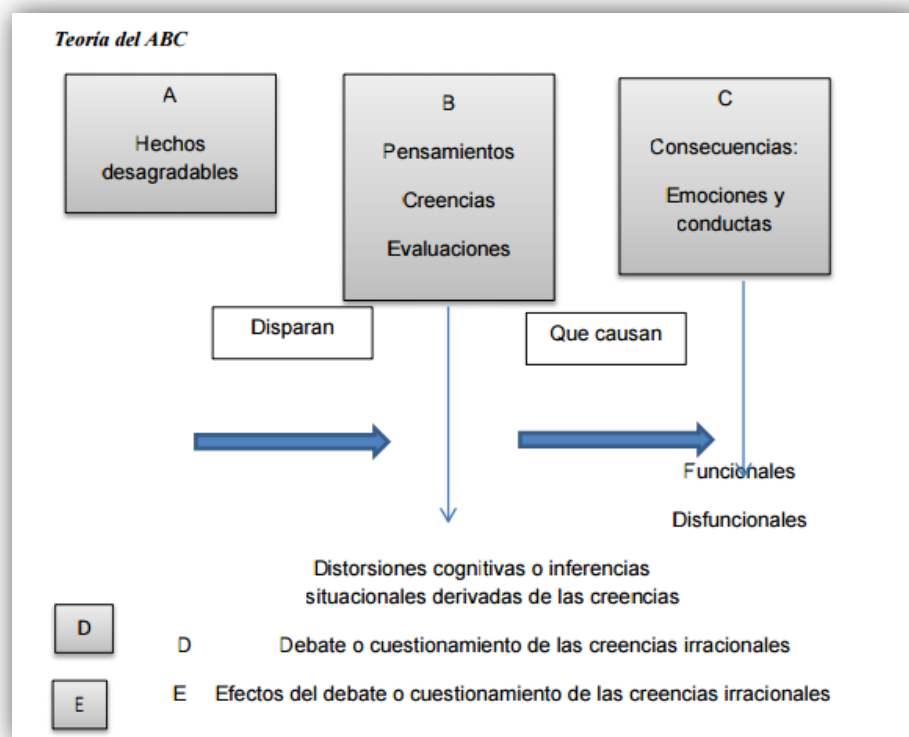 Teoría del ABC
A
Hechos
desagradables
B
Pensamientos
Creencias
Evaluaciones
C
Consecuencias:
Emociones y
conductas
Disparan
Que causan
Funcionales
Disfuncionales
Distorsiones cognitivas o inferencias
situacionales derivadas de las creencias
D
D Debate o cuestionamiento de las creencias irracionales
E
E Efectos del debate o cuestionamiento de las creencias irracionales